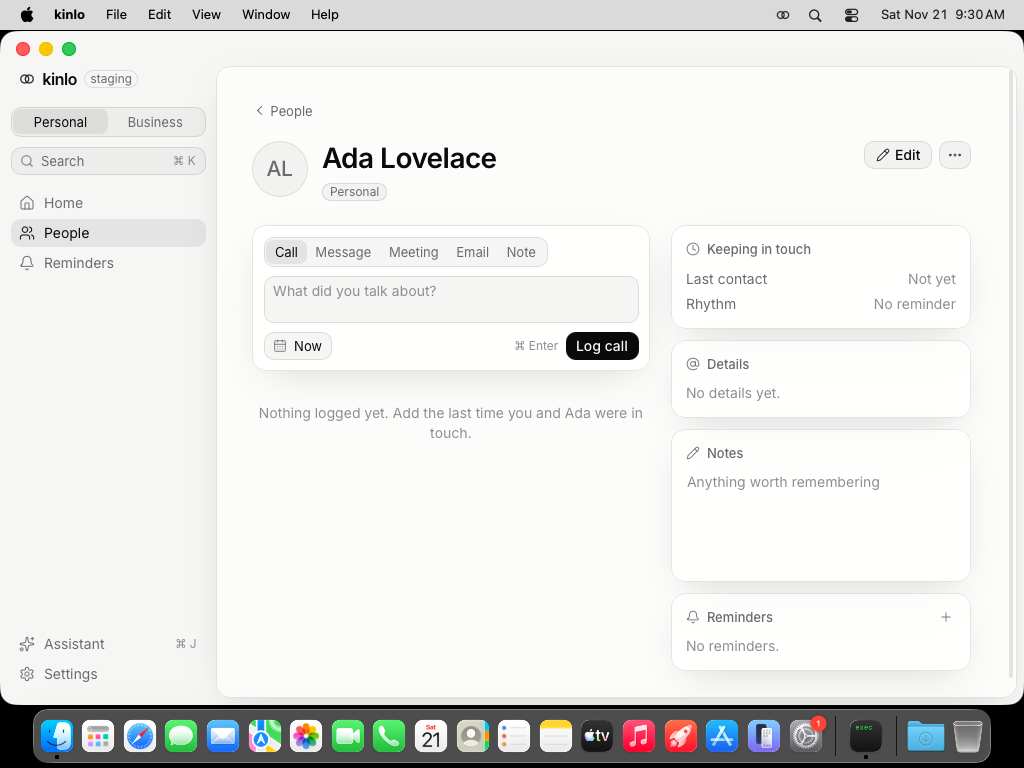 kinlo File Edit View Window Help Sat Nov 21 9:30 AM
kinlo staging
Personal Business
Search ⌘ K
Home
People
Reminders
Assistant ⌘ J
Settings
People
AL
Ada Lovelace
Personal
Edit
Call Message Meeting Email Note
What did you talk about?
Now ⌘ Enter Log call
Nothing logged yet. Add the last time you and Ada were in
touch.
Keeping in touch
Last contact Not yet
Rhythm No reminder
Details
No details yet.
Notes
Anything worth remembering
Reminders
No reminders.
Sat
21
tv
1
exec